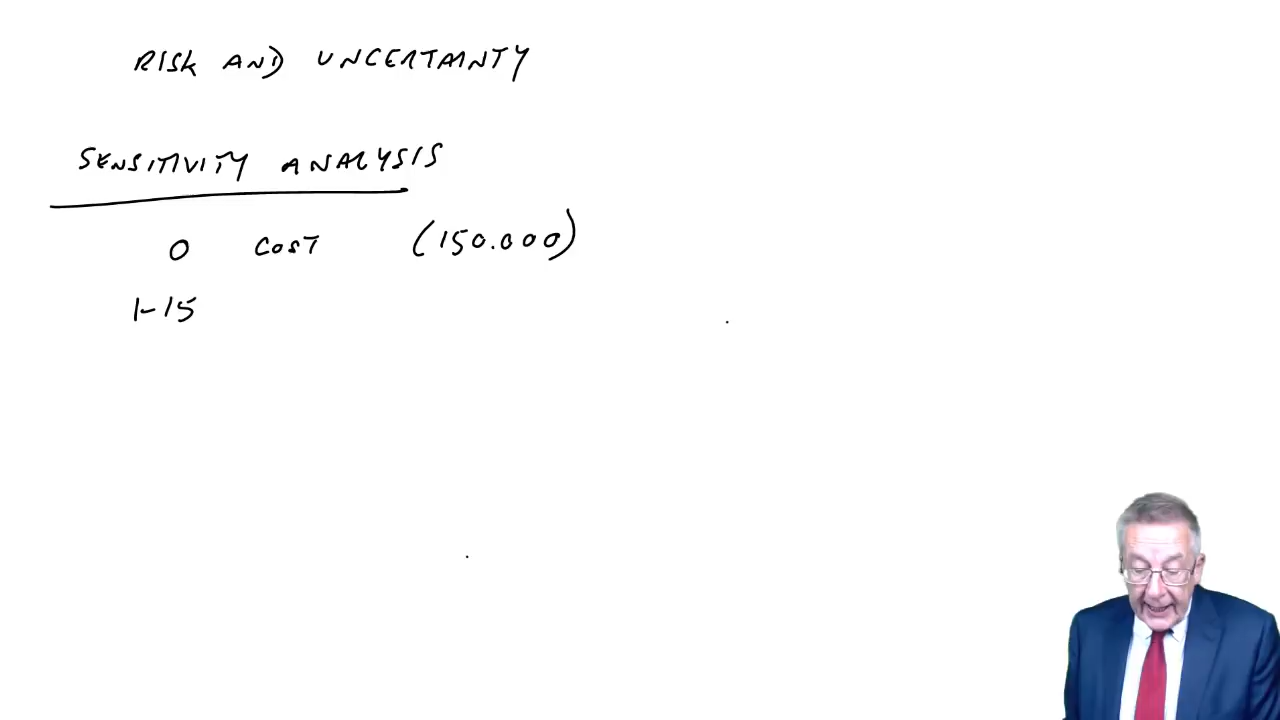 RISK AND UNCERTAINTY
SENSITIVITY ANALYSIS
0 COST (150.000)
1-15